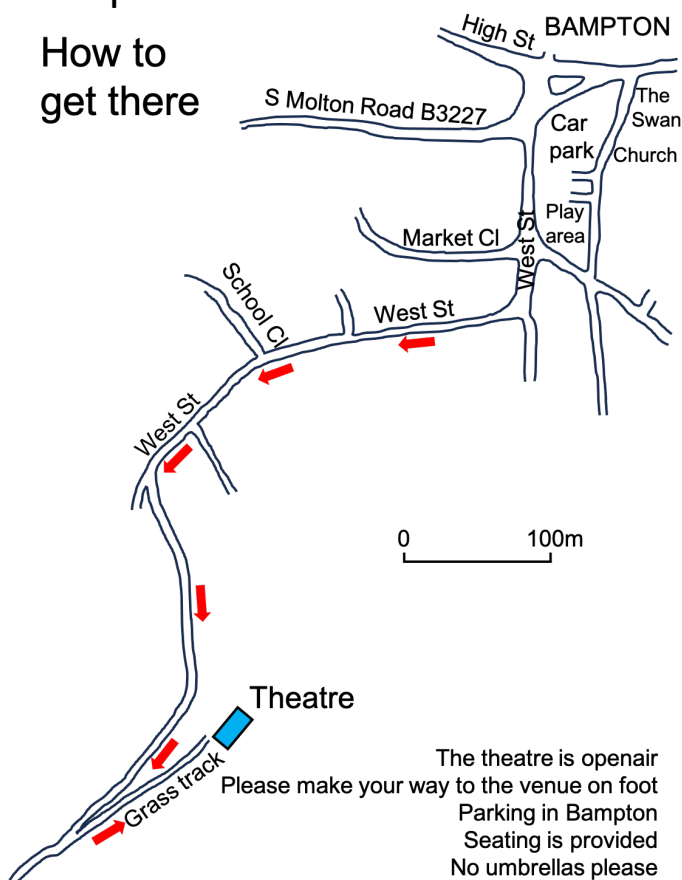 How to
get there
High St
BAMPTON
S Molton Road B3227
The
Swan
Car
park
Church
Play
area
Market Cl
West St
School Cl
West St
West St
0 100m
Theatre
Grass track
The theatre is openair
Please make your way to the venue on foot
Parking in Bampton
Seating is provided
No umbrellas please